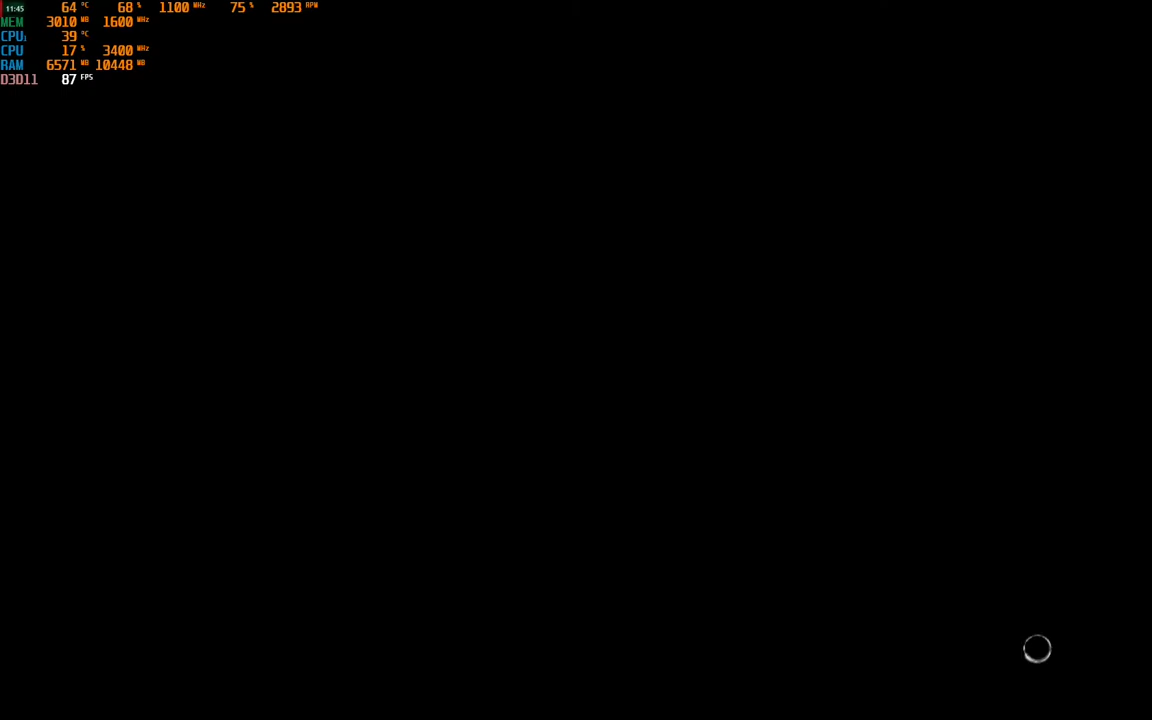 11:45 64 °C 68 % 1100 MHz 75 % 2893 RPM
MEM 3010 MB 1600 MHz
CPU1 39 °C
CPU 17 % 3400 MHz
RAM 6571 MB 10448 MB
D3D11 87 FPS